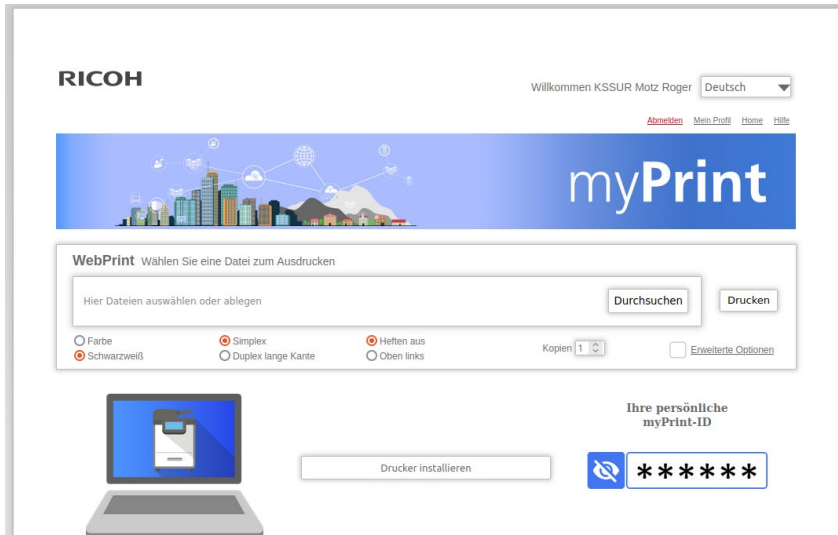 RICOH
Willkommen KSSUR Motz Roger Deutsch
Abmelden Mein Profil Home Hilfe
myPrint
WebPrint Wählen Sie eine Datei zum Ausdrucken
Hier Dateien auswählen oder ablegen Durchsuchen Drucken
Farbe Simplex Heften aus
Schwarzweiß Duplex lange Kante Oben links
Kopien 1 Erweiterte Optionen
Ihre persönliche
myPrint-ID
Drucker installieren
******